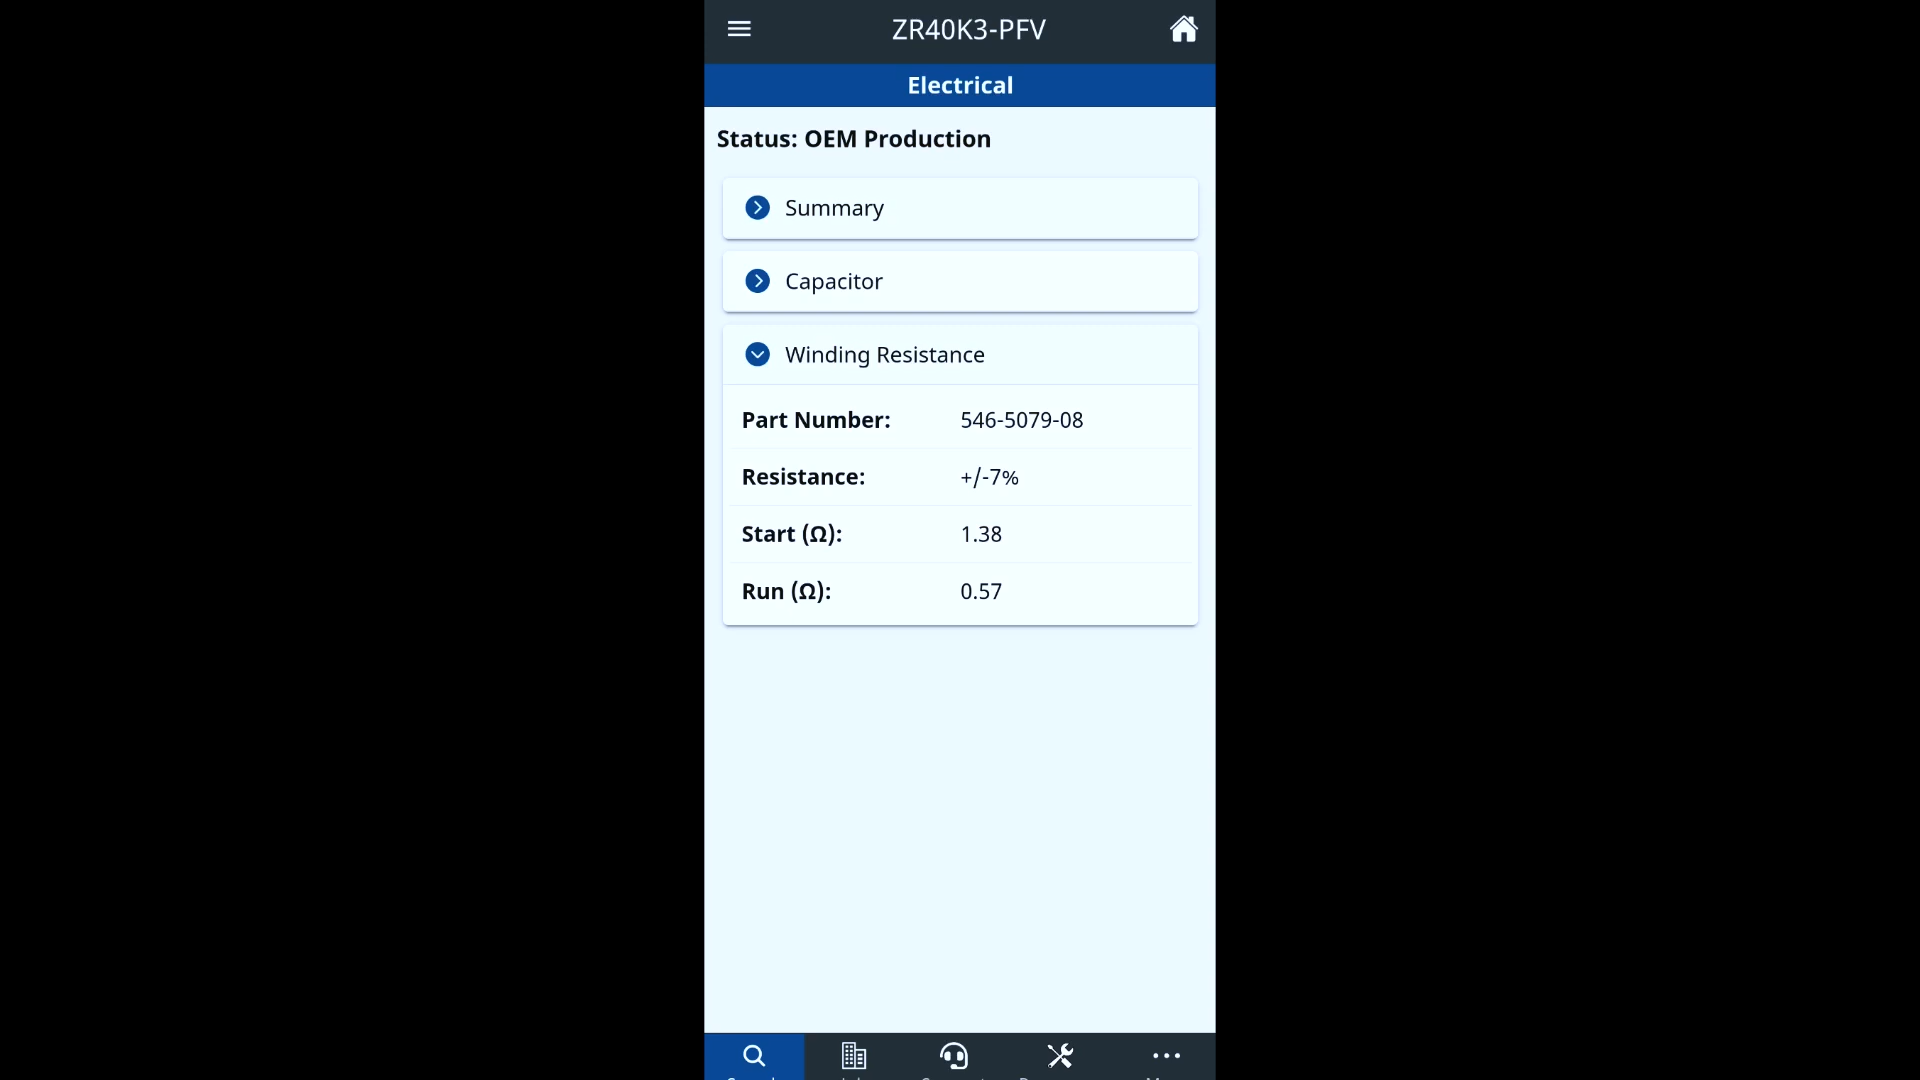 ZR40K3-PFV
Electrical
Status: OEM Production
Summary
Capacitor
Winding Resistance
Part Number: 546-5079-08
Resistance: +/-7%
Start (Ω): 1.38
Run (Ω): 0.57